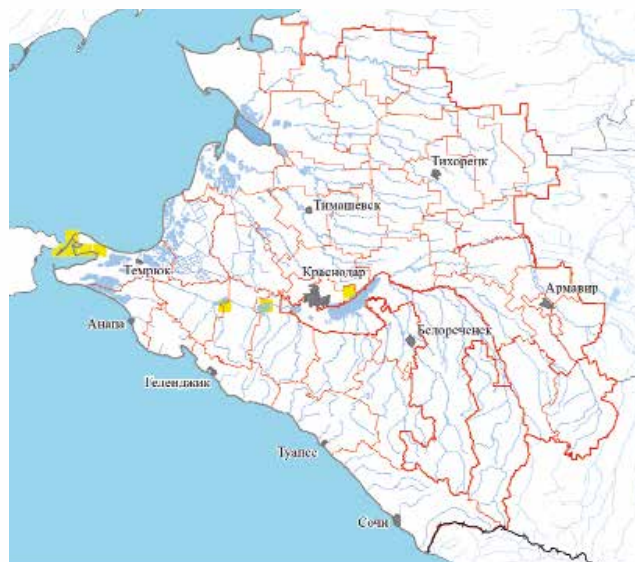 Тихорецк
Тимашевск
Темрюк
Краснодар
Армавир
Анапа
Белореченск
Геленджик
Туапсе
Сочи